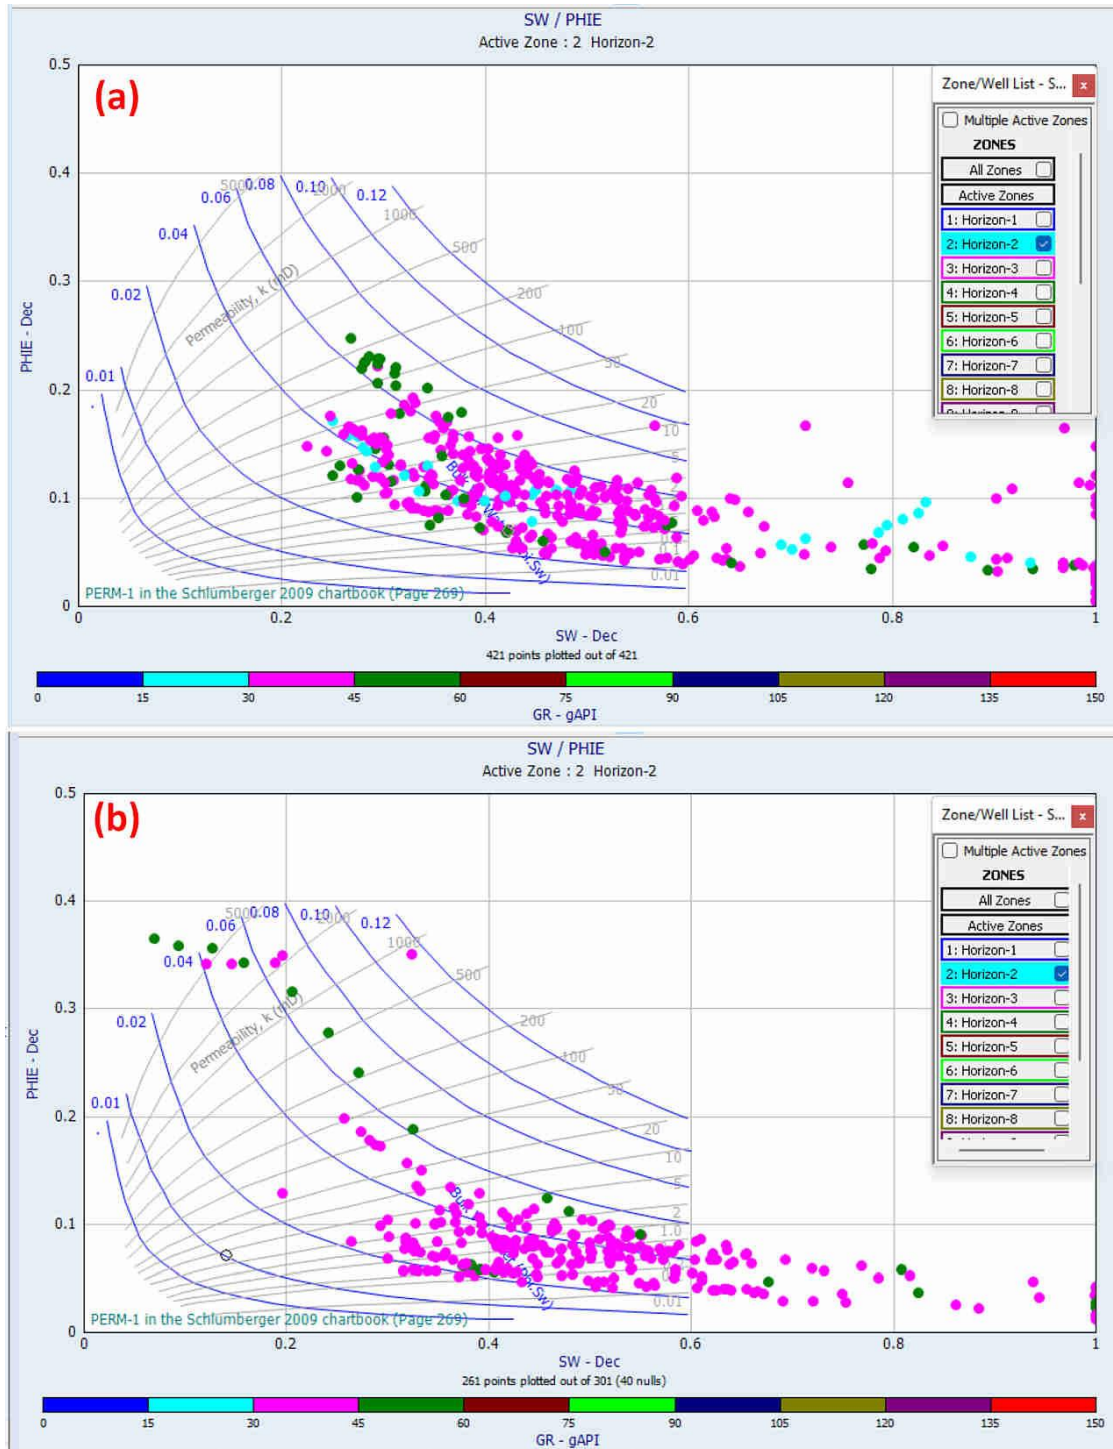 SW / PHIE
Active Zone : 2 Horizon-2
(a)
0.5
0.4
0.3
0.2
0.1
0
PHIE - Dec
0.01
0.02
0.04
0.06
0.08
0.10
0.12
5000
2000
1000
500
200
100
50
20
10
5
2
0.1
0.01
Permeability, k (mD)
PERM-1 in the Schlumberger 2009 chartbook (Page 269)
0
0.2
0.4
0.6
0.8
1
SW - Dec
421 points plotted out of 421
0 15 30 45 60 75 90 105 120 135 150
GR - gAPI
Zone/Well List - S... x
Multiple Active Zones
ZONES
All Zones
Active Zones
1: Horizon-1
2: Horizon-2
3: Horizon-3
4: Horizon-4
5: Horizon-5
6: Horizon-6
7: Horizon-7
8: Horizon-8
SW / PHIE
Active Zone : 2 Horizon-2
(b)
0.5
0.4
0.3
0.2
0.1
0
PHIE - Dec
0.01
0.02
0.04
0.06
0.08
0.10
0.12
5000
2000
1000
500
200
100
50
20
10
5
2
1.0
0.01
Permeability, k (mD)
PERM-1 in the Schlumberger 2009 chartbook (Page 269)
0
0.2
0.4
0.6
0.8
1
SW - Dec
261 points plotted out of 301 (40 nulls)
0 15 30 45 60 75 90 105 120 135 150
GR - gAPI
Zone/Well List - S... x
Multiple Active Zones
ZONES
All Zones
Active Zones
1: Horizon-1
2: Horizon-2
3: Horizon-3
4: Horizon-4
5: Horizon-5
6: Horizon-6
7: Horizon-7
8: Horizon-8